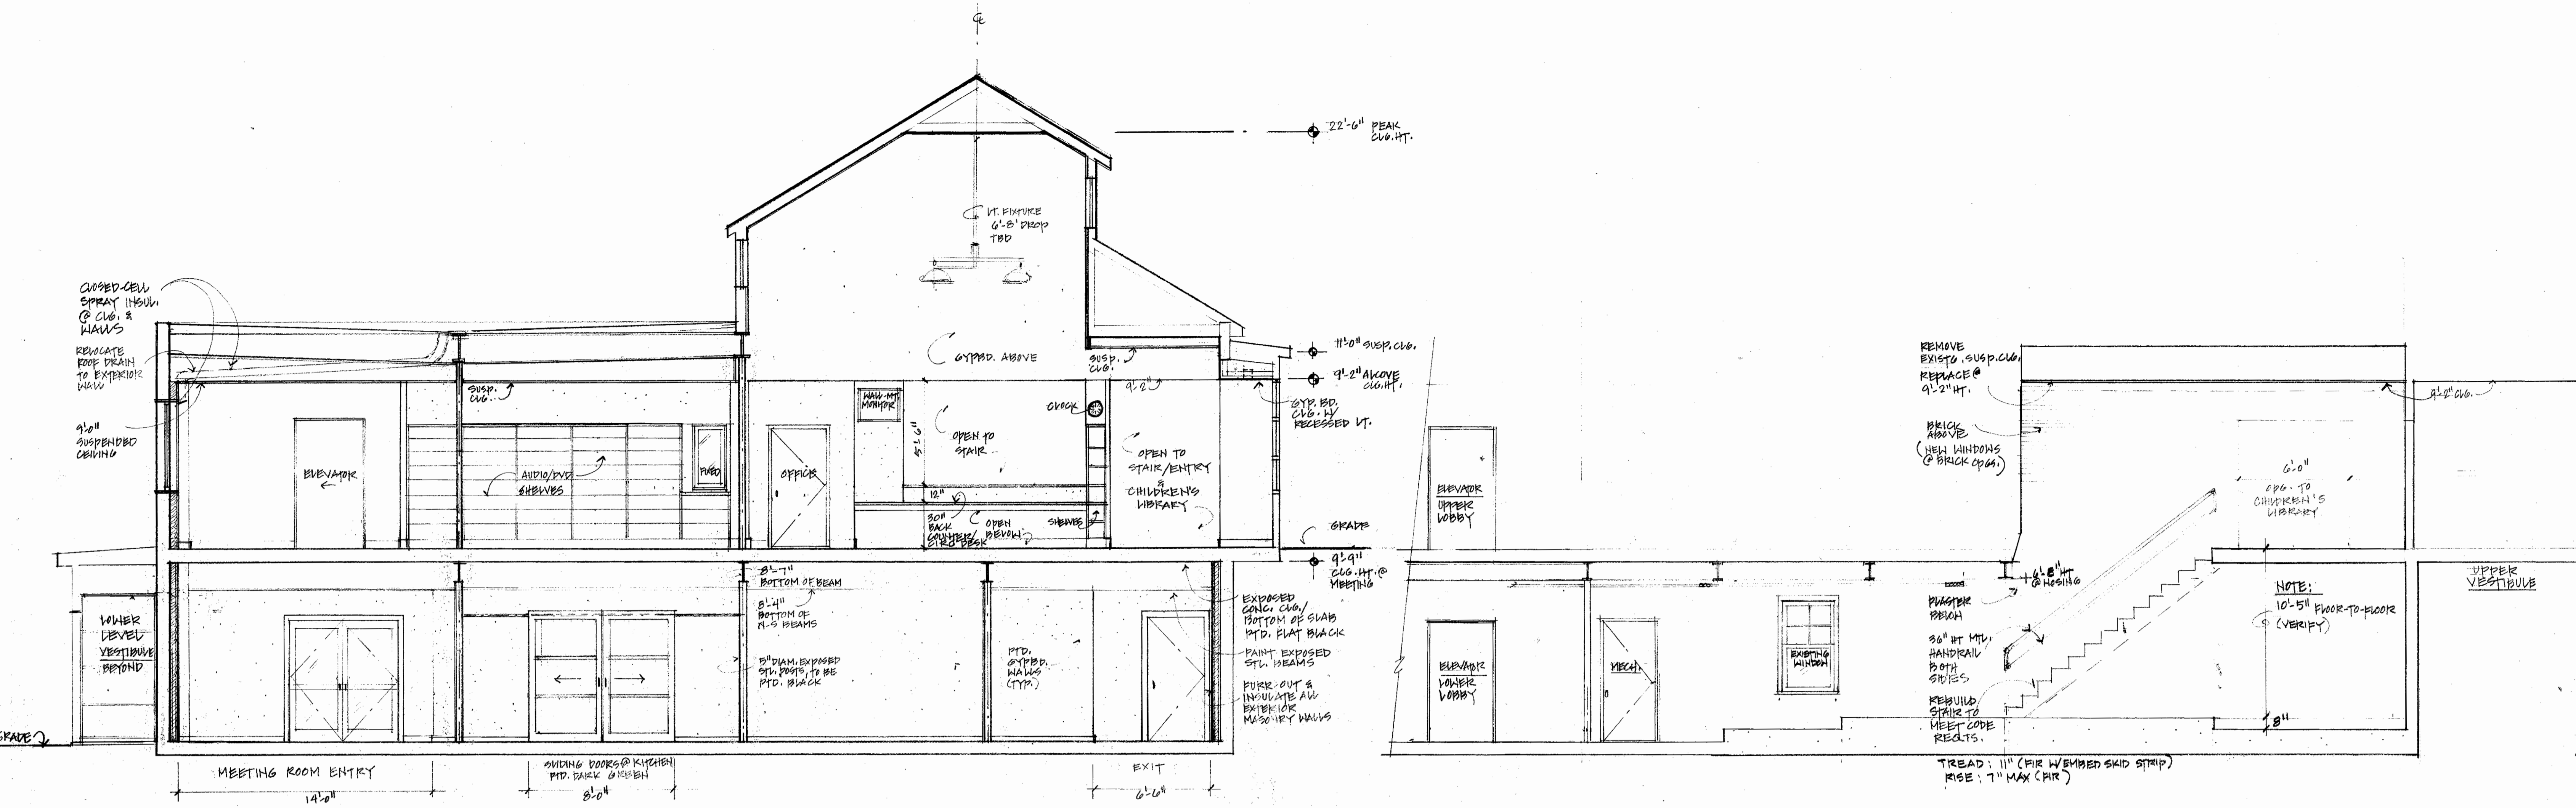 ℄
22'-6" PEAK
CLG. HT.
LT. FIXTURE
6'-8' DROP
TBD
CLOSED-CELL
SPRAY INSUL.
@ CLG. &
WALLS
RELOCATE
ROOF DRAIN
TO EXTERIOR
WALL
9'-0"
SUSPENDED
CEILING
SUSP.
CLG.
ELEVATOR
AUDIO/DVD
SHELVES
FIXED
OFFICE
GYPBD. ABOVE
WALL-MT.
MONITOR
5'-6"
OPEN TO
STAIR
12"
30"
BACK
COUNTER/
CIRC DESK
OPEN
BELOW
SHELVES
CLOCK
SUSP.
CLG.
9'-2"
OPEN TO
STAIR/ENTRY
&
CHILDREN'S
LIBRARY
11'-0" SUSP. CLG.
9'-2" ALCOVE
CLG. HT.
GYP. BD.
CLG. W/
RECESSED LT.
GRADE
9'-9"
CLG. HT. @
MEETING
LOWER
LEVEL
VESTIBULE
BEYOND
GRADE
8'-7"
BOTTOM OF BEAM
8'-4"
BOTTOM OF
N-S BEAMS
5" DIAM. EXPOSED
STL. POSTS, TO BE
PTD. BLACK
PTD.
GYPBD.
WALLS
(TYP.)
EXPOSED
CONC. CLG./
BOTTOM OF SLAB
PTD. FLAT BLACK
PAINT EXPOSED
STL. BEAMS
FURR-OUT &
INSULATE ALL
EXTERIOR
MASONRY WALLS
MEETING ROOM ENTRY
14'-0"
SLIDING DOORS @ KITCHEN
PTD. DARK GREEN
8'-0"
EXIT
6'-6"
ELEVATOR
UPPER
LOBBY
ELEVATOR
LOWER
LOBBY
MECH.
EXISTING
WINDOW
REMOVE
EXISTG. SUSP. CLG.
REPLACE @
9'-2" HT.
BRICK
ABOVE
(NEW WINDOWS
@ BRICK OPGS.)
9'-2" CLG.
6'-0"
OPG. TO
CHILDREN'S
LIBRARY
6'-8" HT
@ NOSING
PLASTER
BELOW
36" HT MTL.
HANDRAIL
BOTH
SIDES
REBUILD
STAIR TO
MEET CODE
REQ'TS.
UPPER
VESTIBULE
NOTE:
10'-5" FLOOR-TO-FLOOR
(VERIFY)
8"
TREAD: 11" (FIR W/EMBED SKID STRIP)
RISE: 7" MAX (FIR)